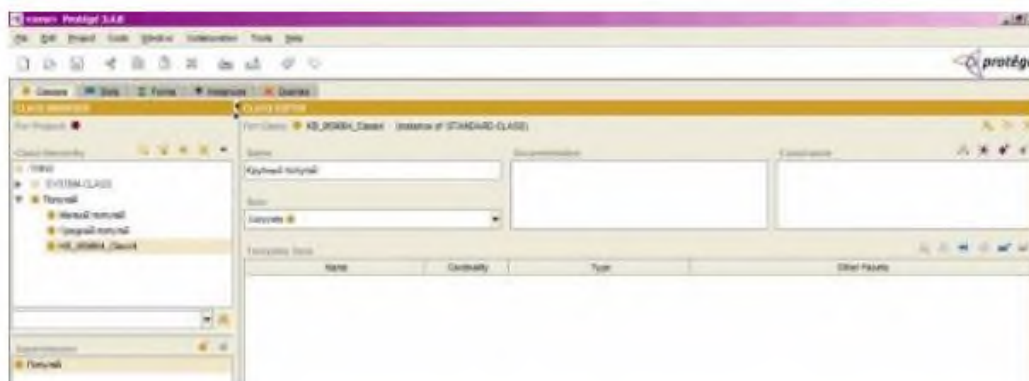 <new> Protégé 3.4.8
File Edit Project Code Window Collaboration Tools Help
protégé
Classes Slots Forms Instances Queries
CLASS BROWSER
CLASS EDITOR
For Project:
For Class: (instance of STANDARD-CLASS)
Class Hierarchy
Name
Documentation
Constraints
:THING
:SYSTEM-CLASS
Крупный попугай
Попугай
Малый попугай
Средний попугай
Role
Concrete
Template Slots
Name Cardinality Type Other Facets
Superclasses
Попугай